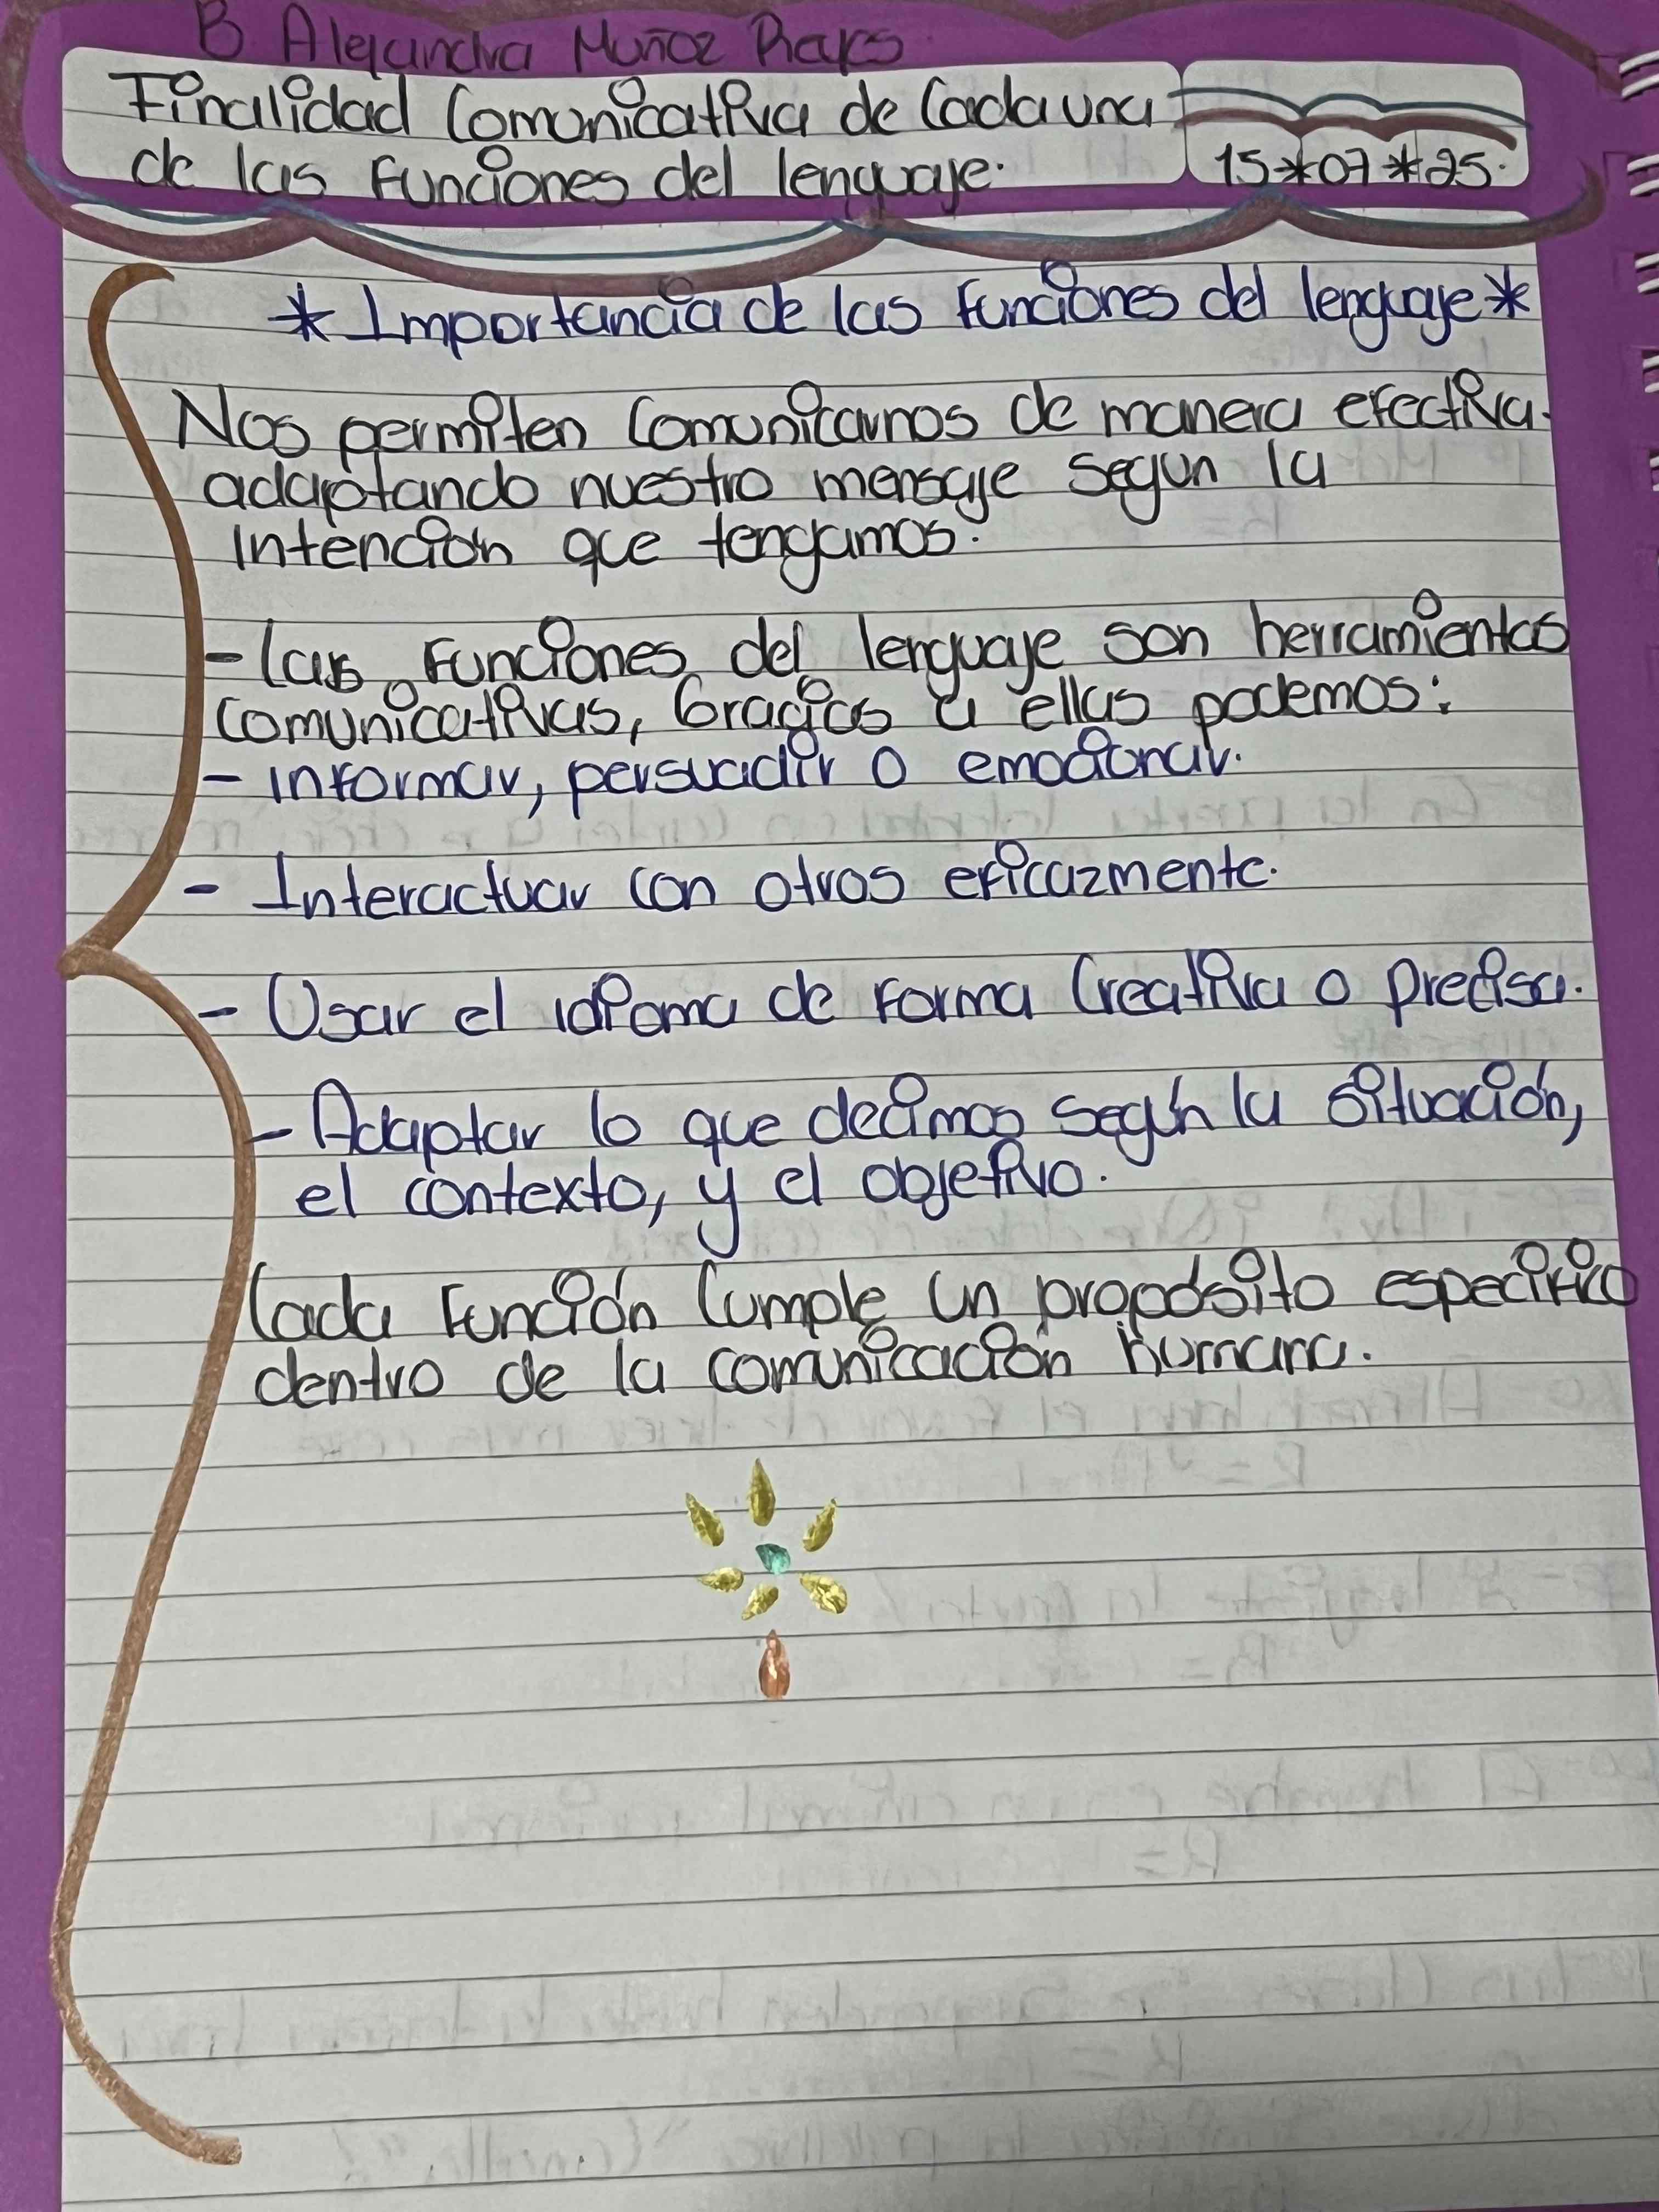 B. Alejandra Muñoz
Finalidad Comunicativa de Cada una
de las Funciones del lenguaje.
15*07*25.
*Importancia de las funciones del lenguaje*
Nos permiten Comunicarnos de manera efectiva.
adaptando nuestro mensaje segun la
intención que tengamos.
-Las Funciones del lenguaje son herramientas
comunicativas, Gracias a ellas podemos:
- informar, persuadir o emocionar.
- Interactuar con otros eficazmente.
- Usar el idioma de forma Creativa o precisa.
- Adaptar lo que decimos según la situación,
el contexto, y el objetivo.
Cada Función Cumple un propósito especifico
dentro de la comunicación humana.